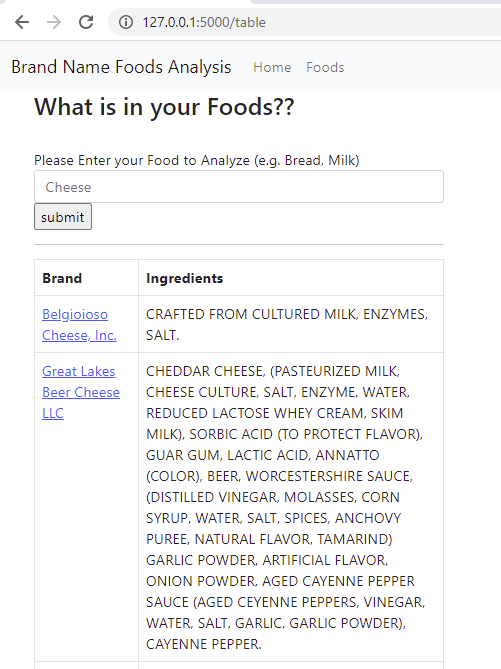 127.0.0.1:5000/table
Brand Name Foods Analysis Home Foods
What is in your Foods??
Please Enter your Food to Analyze (e.g. Bread, Milk)
Cheese
submit
Brand Ingredients
Belgioioso
Cheese, Inc.
CRAFTED FROM CULTURED MILK, ENZYMES,
SALT.
Great Lakes
Beer Cheese
LLC
CHEDDAR CHEESE, (PASTEURIZED MILK,
CHEESE CULTURE, SALT, ENZYME, WATER,
REDUCED LACTOSE WHEY CREAM, SKIM
MILK), SORBIC ACID (TO PROTECT FLAVOR),
GUAR GUM, LACTIC ACID, ANNATTO
(COLOR), BEER, WORCESTERSHIRE SAUCE,
(DISTILLED VINEGAR, MOLASSES, CORN
SYRUP, WATER, SALT, SPICES, ANCHOVY
PUREE, NATURAL FLAVOR, TAMARIND)
GARLIC POWDER, ARTIFICIAL FLAVOR,
ONION POWDER, AGED CAYENNE PEPPER
SAUCE (AGED CEYENNE PEPPERS, VINEGAR,
WATER, SALT, GARLIC, GARLIC POWDER),
CAYENNE PEPPER.